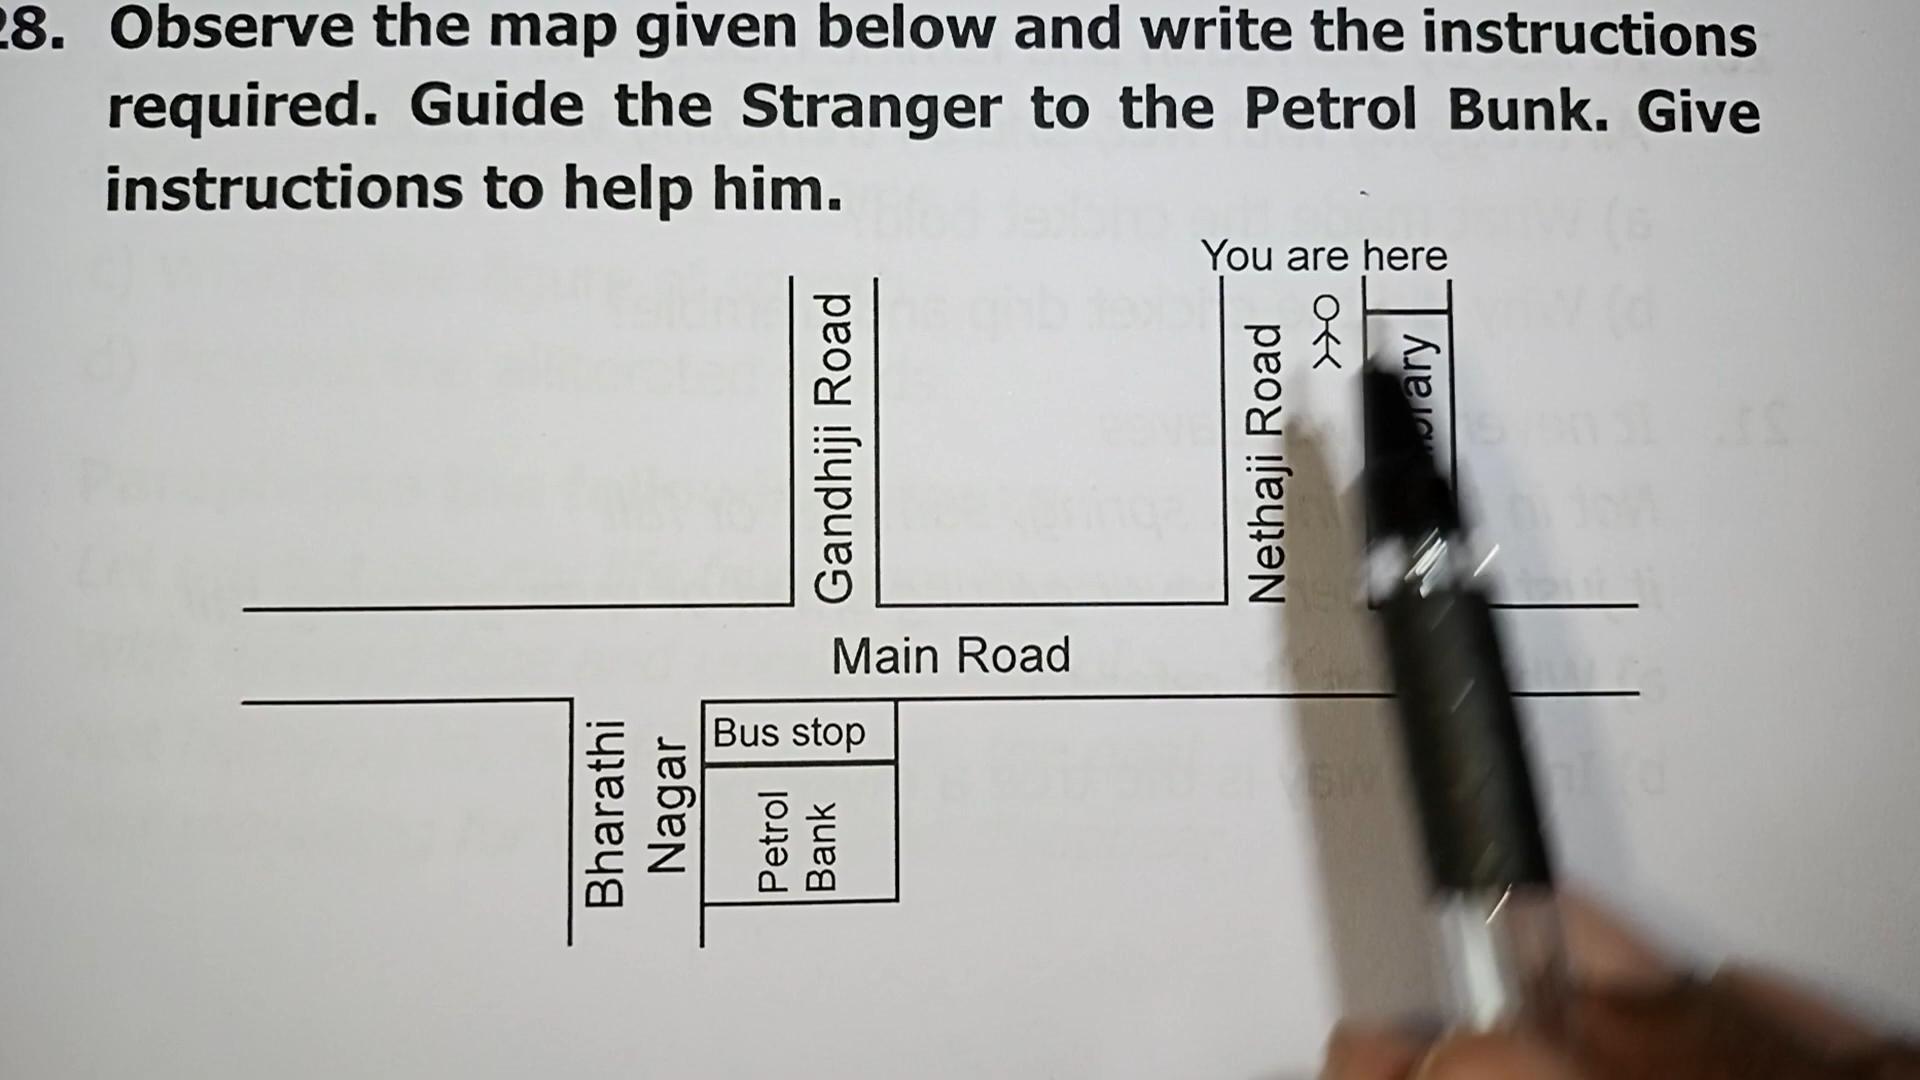 28. Observe the map given below and write the instructions
required. Guide the Stranger to the Petrol Bunk. Give
instructions to help him.
You are here
Gandhiji Road
Nethaji Road
Main Road
Bus stop
Bharathi
Nagar
Petrol
Bank